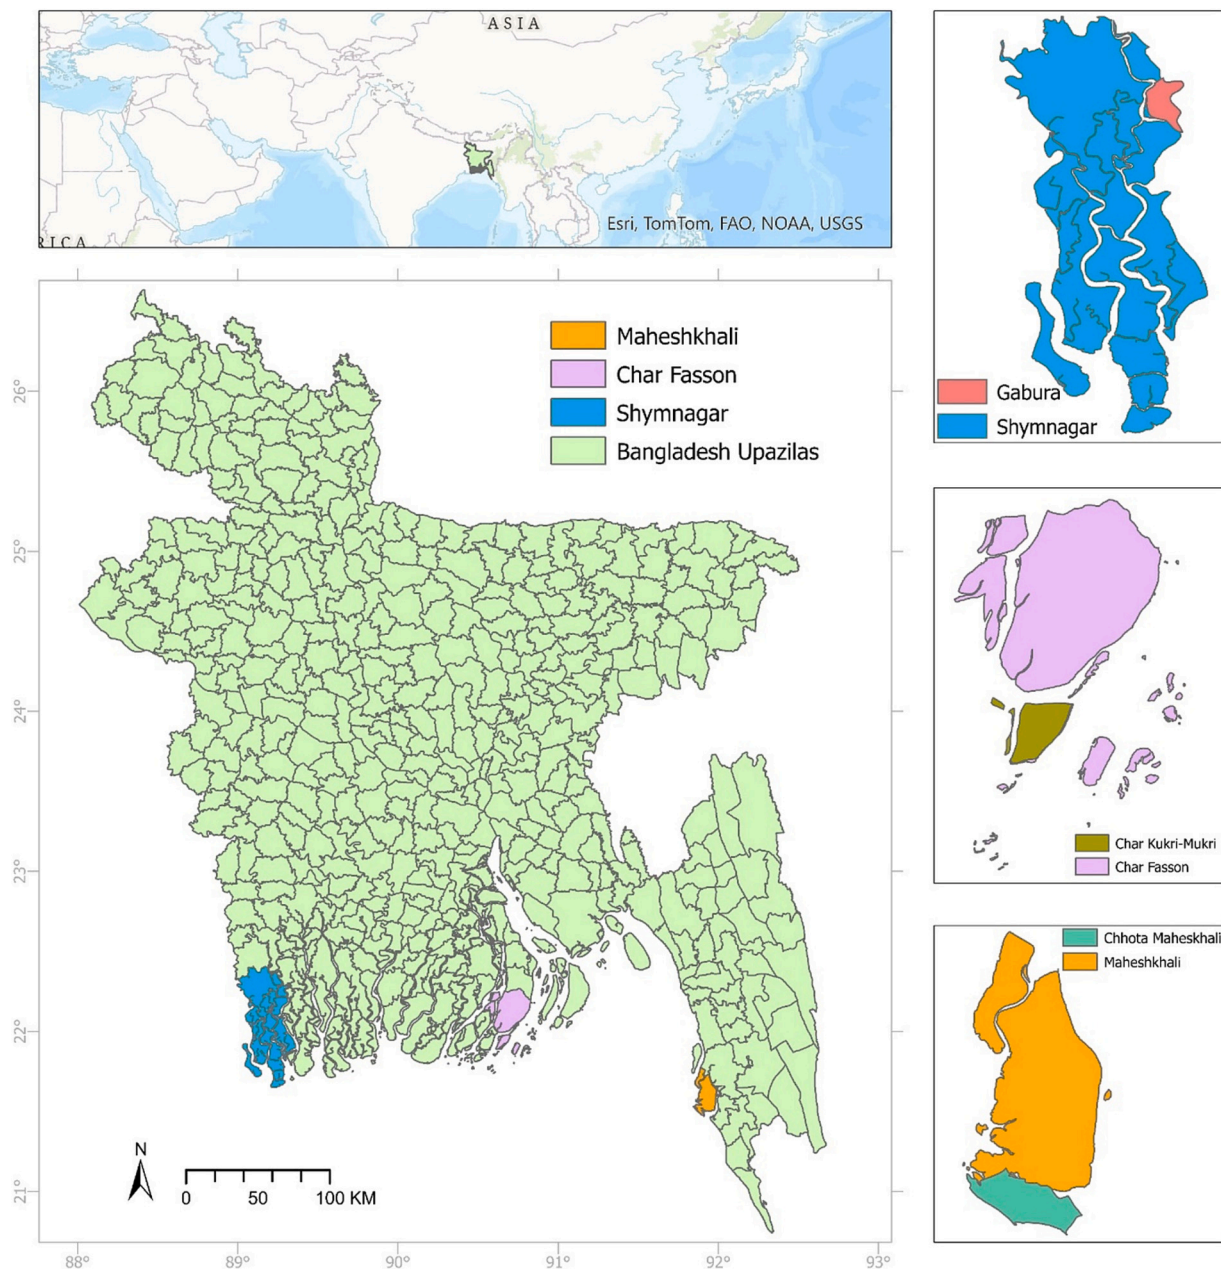 ASIA
RICA
Esri, TomTom, FAO, NOAA, USGS
Maheshkhali
Char Fasson
Shymnagar
Bangladesh Upazilas
26°
25°
24°
23°
22°
21°
N
0 50 100 KM
88° 89° 90° 91° 92° 93°
Gabura
Shymnagar
Char Kukri-Mukri
Char Fasson
Chhota Maheskhali
Maheshkhali